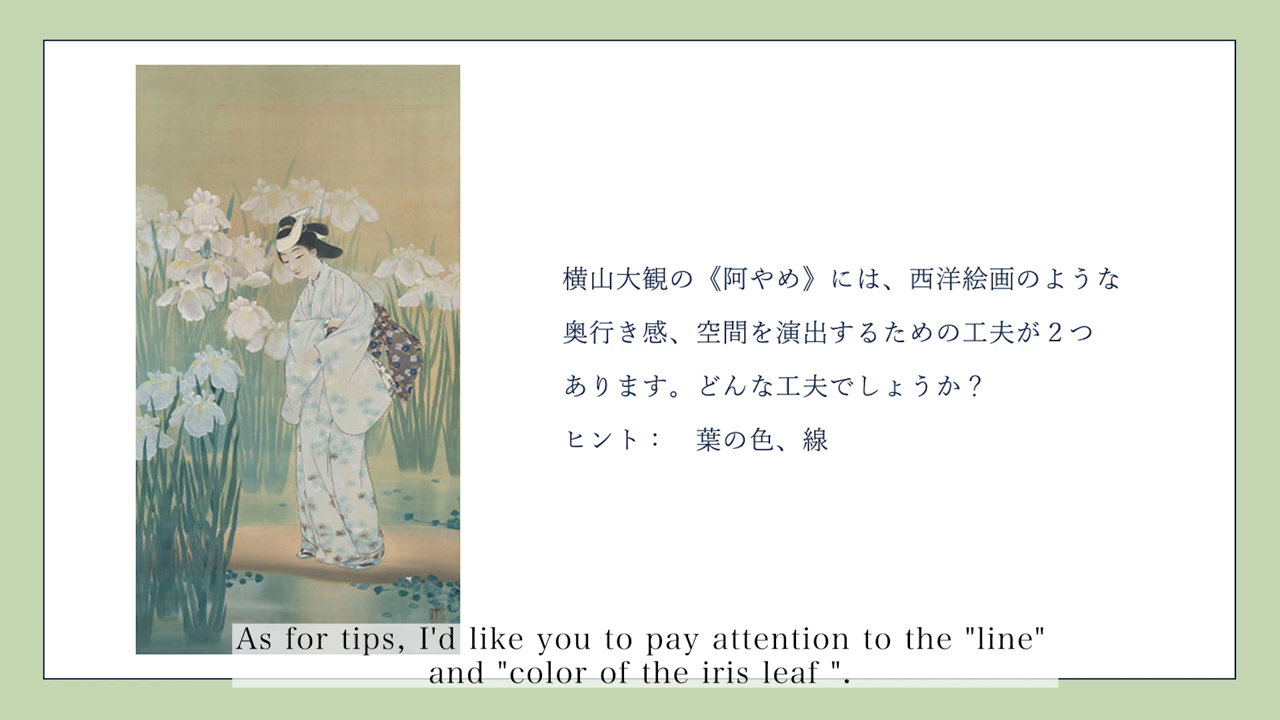 横山大観の《阿やめ》には、西洋絵画のような
奥行き感、空間を演出するための工夫が２つ
あります。どんな工夫でしょうか？
ヒント：　葉の色、線
As for tips, I'd like you to pay attention to the "line"
and "color of the iris leaf ".